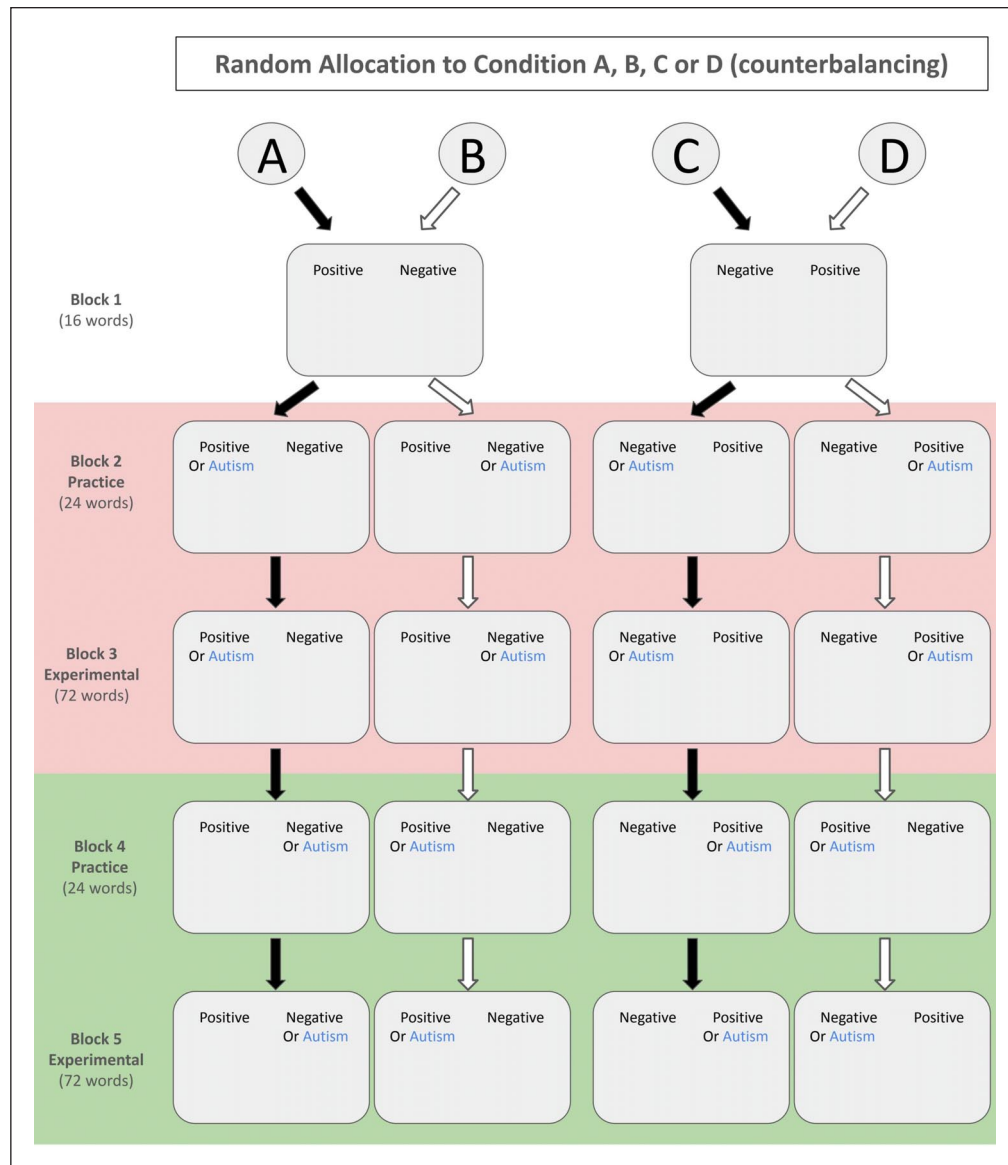 Random Allocation to Condition A, B, C or D (counterbalancing)
A B C D
Block 1
(16 words)
Positive Negative
Negative Positive
Block 2
Practice
(24 words)
Positive Negative
Or Autism
Positive Negative
Or Autism
Negative Positive
Or Autism
Negative Positive
Or Autism
Block 3
Experimental
(72 words)
Positive Negative
Or Autism
Positive Negative
Or Autism
Negative Positive
Or Autism
Negative Positive
Or Autism
Block 4
Practice
(24 words)
Positive Negative
Or Autism
Positive Negative
Or Autism
Negative Positive
Or Autism
Positive Negative
Or Autism
Block 5
Experimental
(72 words)
Positive Negative
Or Autism
Positive Negative
Or Autism
Negative Positive
Or Autism
Negative Positive
Or Autism